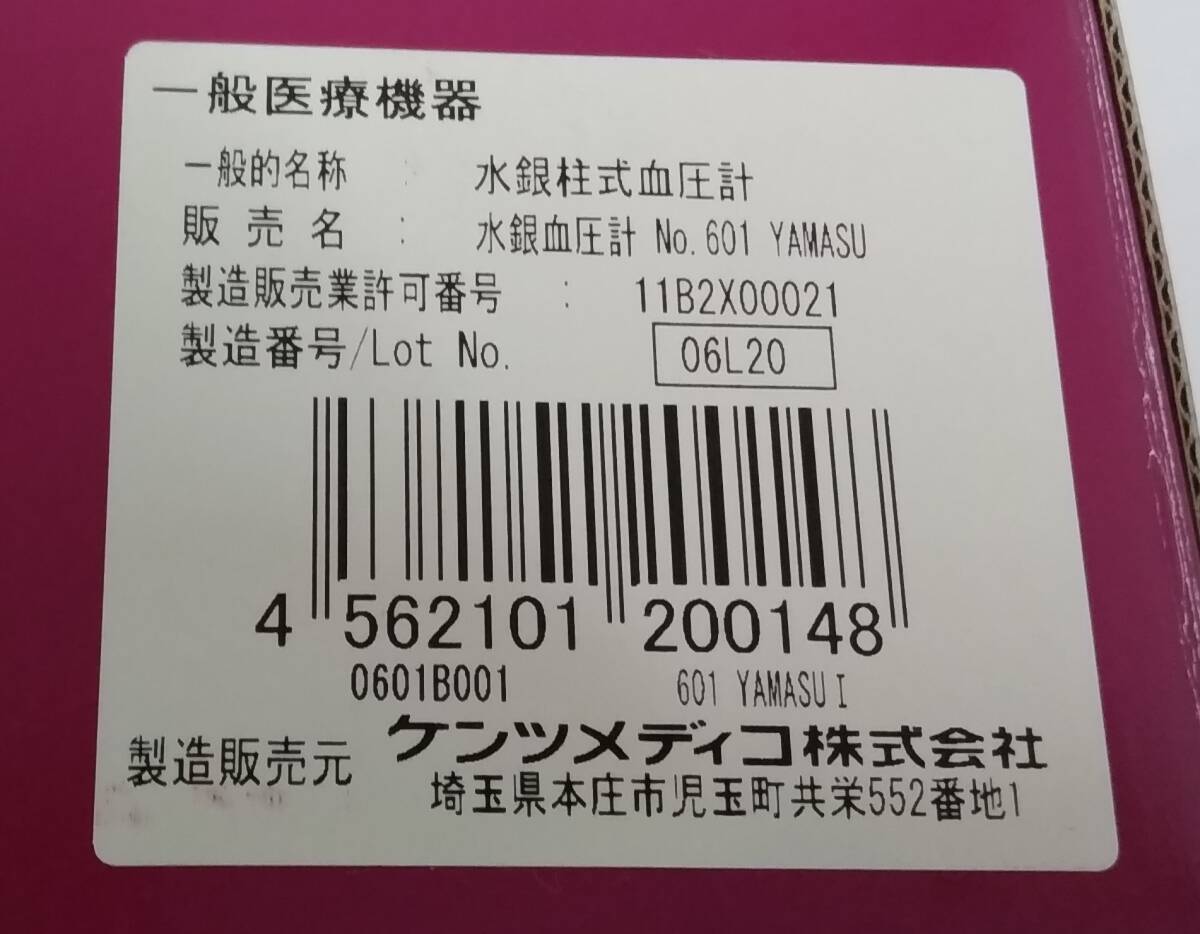 一般医療機器
一般的名称 : 水銀柱式血圧計
販売名 : 水銀血圧計 No.601 YAMASU
製造販売業許可番号 : 11B2X00021
製造番号/Lot No. 06L20
4 562101 200148
0601B001 601 YAMASU I
製造販売元 ケンツメディコ株式会社
埼玉県本庄市児玉町共栄552番地1